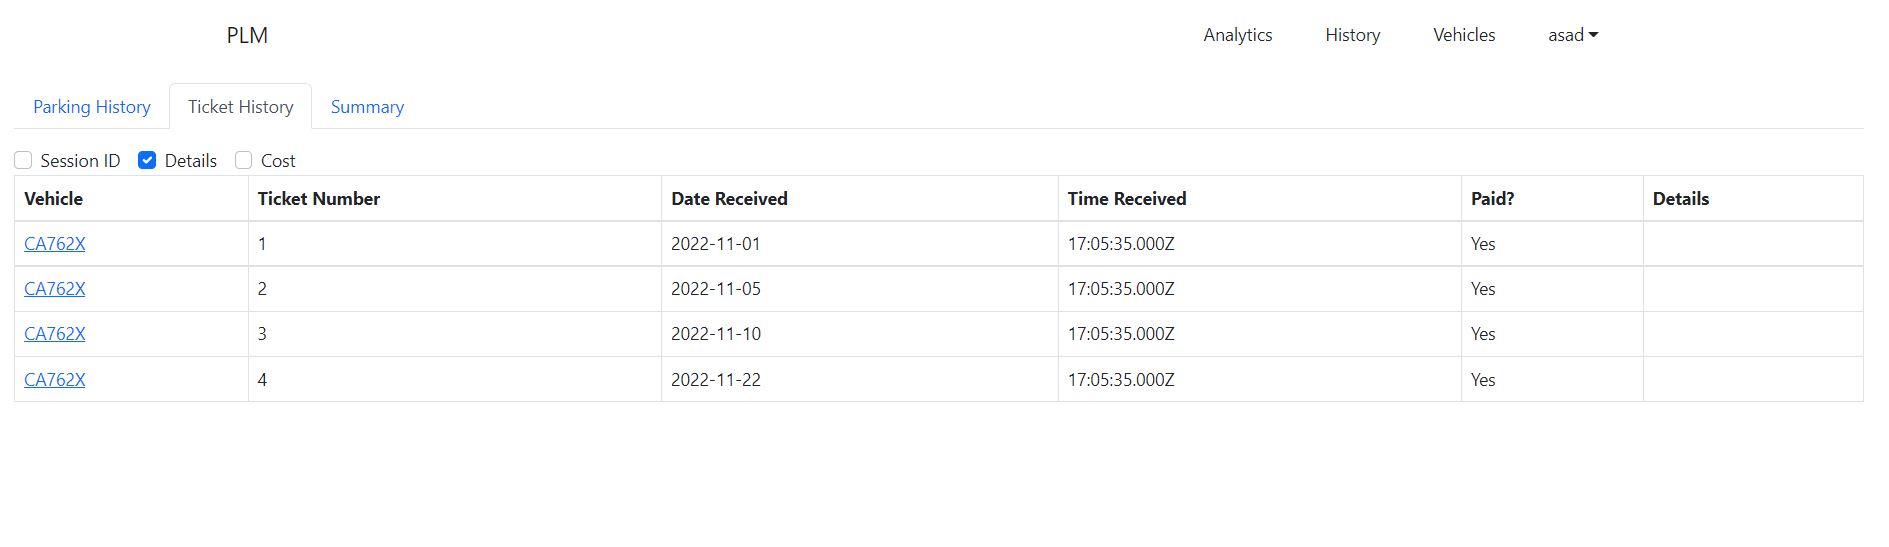 PLM Analytics History Vehicles asad
Parking History Ticket History Summary
Session ID Details Cost
Vehicle Ticket Number Date Received Time Received Paid? Details
CA762X 1 2022-11-01 17:05:35.000Z Yes
CA762X 2 2022-11-05 17:05:35.000Z Yes
CA762X 3 2022-11-10 17:05:35.000Z Yes
CA762X 4 2022-11-22 17:05:35.000Z Yes